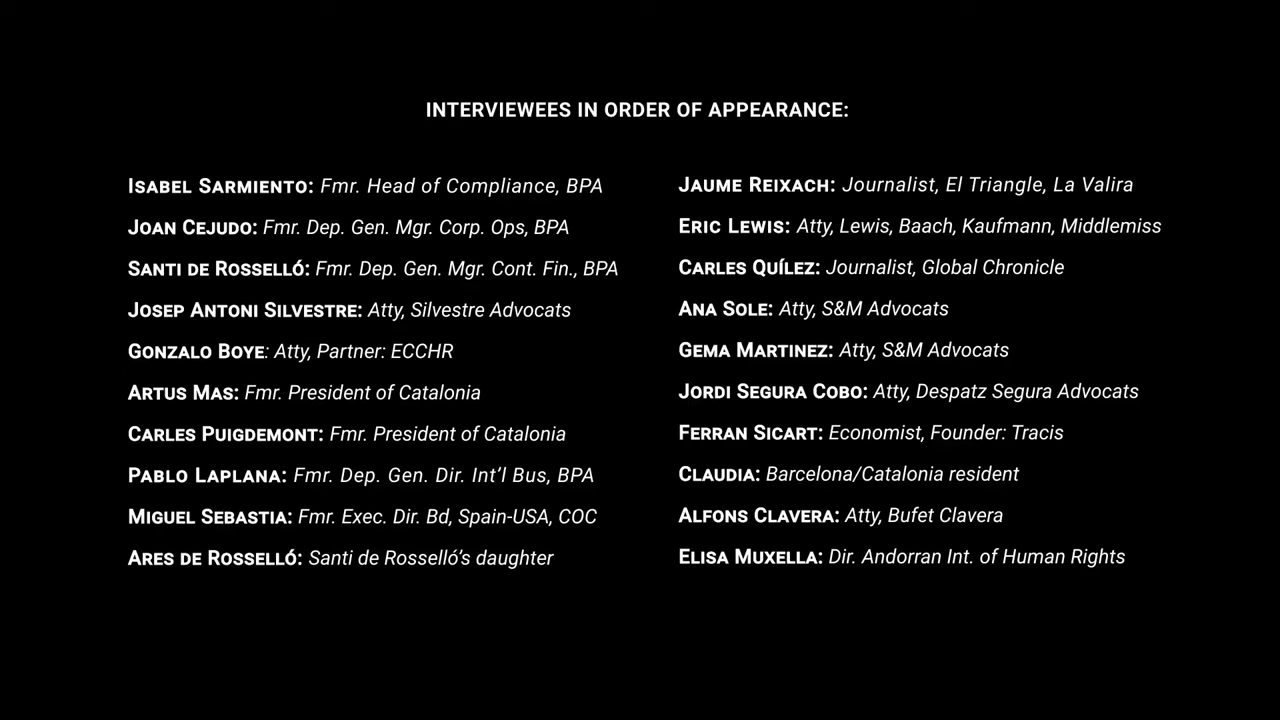 INTERVIEWEES IN ORDER OF APPEARANCE:
ISABEL SARMIENTO: Fmr. Head of Compliance, BPA
JOAN CEJUDO: Fmr. Dep. Gen. Mgr. Corp. Ops, BPA
SANTI DE ROSSELLÓ: Fmr. Dep. Gen. Mgr. Cont. Fin., BPA
JOSEP ANTONI SILVESTRE: Atty, Silvestre Advocats
GONZALO BOYE: Atty, Partner: ECCHR
ARTUS MAS: Fmr. President of Catalonia
CARLES PUIGDEMONT: Fmr. President of Catalonia
PABLO LAPLANA: Fmr. Dep. Gen. Dir. Int’l Bus, BPA
MIGUEL SEBASTIA: Fmr. Exec. Dir. Bd, Spain-USA, COC
ARES DE ROSSELLÓ: Santi de Rosselló’s daughter
JAUME REIXACH: Journalist, El Triangle, La Valira
ERIC LEWIS: Atty, Lewis, Baach, Kaufmann, Middlemiss
CARLES QUÍLEZ: Journalist, Global Chronicle
ANA SOLE: Atty, S&M Advocats
GEMA MARTINEZ: Atty, S&M Advocats
JORDI SEGURA COBO: Atty, Despatz Segura Advocats
FERRAN SICART: Economist, Founder: Tracis
CLAUDIA: Barcelona/Catalonia resident
ALFONS CLAVERA: Atty, Bufet Clavera
ELISA MUXELLA: Dir. Andorran Int. of Human Rights